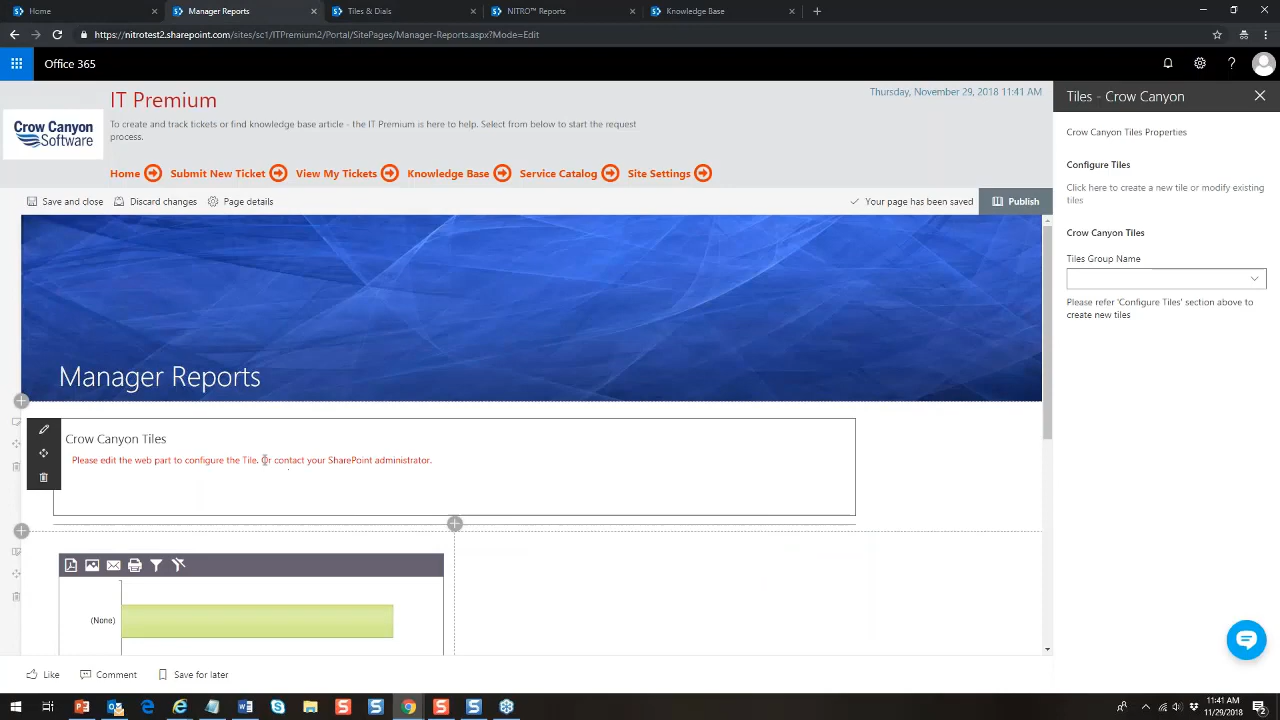 Home
Manager Reports
Tiles & Dials
NITRO™ Reports
Knowledge Base
https://nitrotest2.sharepoint.com/sites/sc1/ITPremium2/Portal/SitePages/Manager-Reports.aspx?Mode=Edit
Office 365
IT Premium
Thursday, November 29, 2018 11:41 AM
Crow Canyon
Software
To create and track tickets or find knowledge base article - the IT Premium is here to help. Select from below to start the request
process.
Home
Submit New Ticket
View My Tickets
Knowledge Base
Service Catalog
Site Settings
Save and close
Discard changes
Page details
Your page has been saved
Publish
Manager Reports
Crow Canyon Tiles
Please edit the web part to configure the Tile. Or contact your SharePoint administrator.
(None)
Like
Comment
Save for later
Tiles - Crow Canyon
Crow Canyon Tiles Properties
Configure Tiles
Click here to create a new tile or modify existing
tiles
Crow Canyon Tiles
Tiles Group Name
Please refer 'Configure Tiles' section above to
create new tiles
11:41 AM
11/29/2018